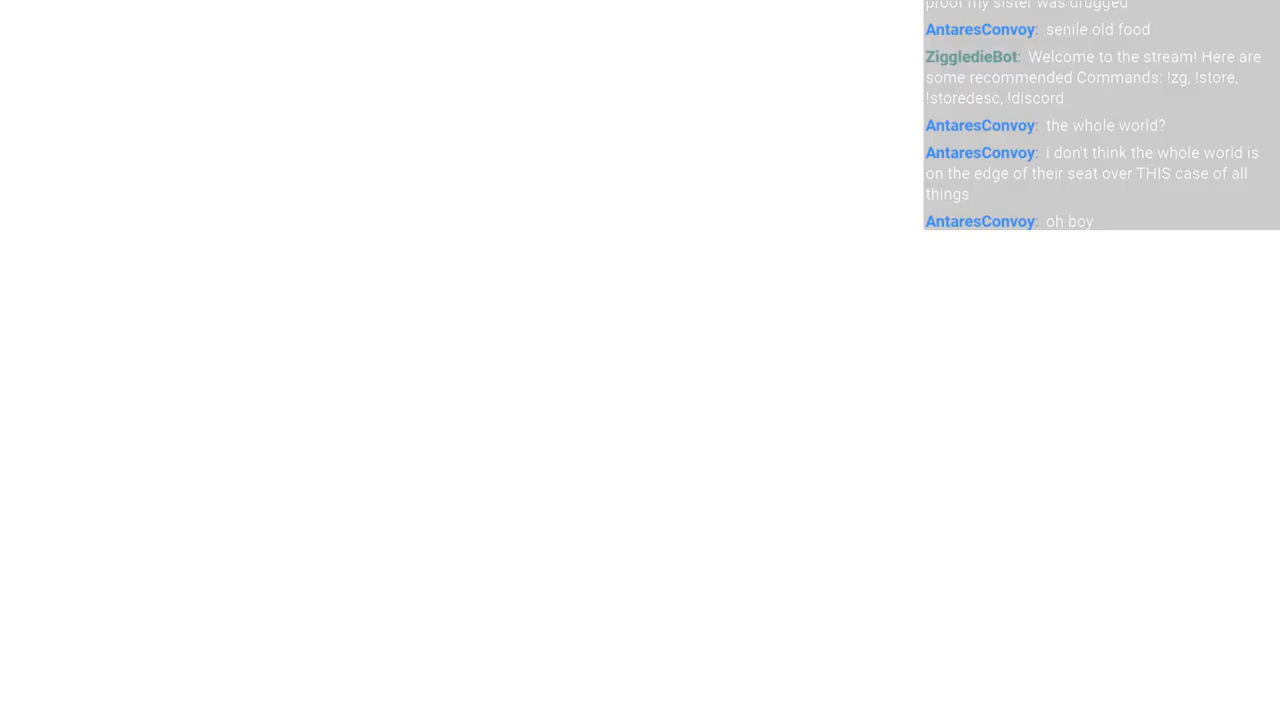 proof my sister was drugged
AntaresConvoy: senile old food
ZiggledieBot: Welcome to the stream! Here are
some recommended Commands: !zg, !store,
!storedesc, !discord
AntaresConvoy: the whole world?
AntaresConvoy: i don't think the whole world is
on the edge of their seat over THIS case of all
things
AntaresConvoy: oh boy